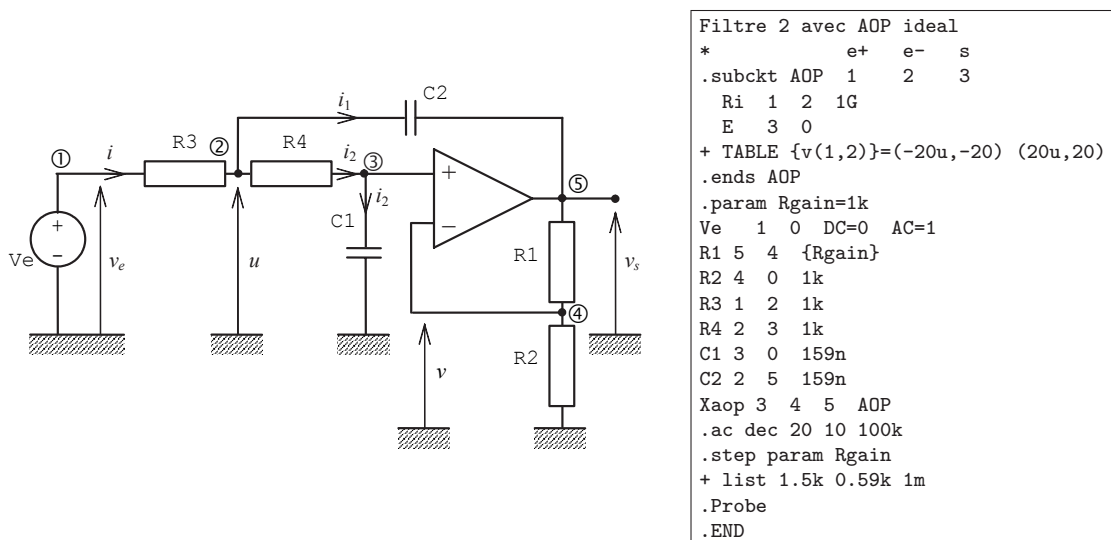 C2
i₁
R3
②
R4
①
i
i₂
③
⑤
+
−
i₂
C1
R1
+
−
Ve
vₑ
u
vₛ
④
R2
v
Filtre 2 avec AOP ideal
* e+ e- s
.subckt AOP 1 2 3
Ri 1 2 1G
E 3 0
+ TABLE {v(1,2)}=(-20u,-20) (20u,20)
.ends AOP
.param Rgain=1k
Ve 1 0 DC=0 AC=1
R1 5 4 {Rgain}
R2 4 0 1k
R3 1 2 1k
R4 2 3 1k
C1 3 0 159n
C2 2 5 159n
Xaop 3 4 5 AOP
.ac dec 20 10 100k
.step param Rgain
+ list 1.5k 0.59k 1m
.Probe
.END